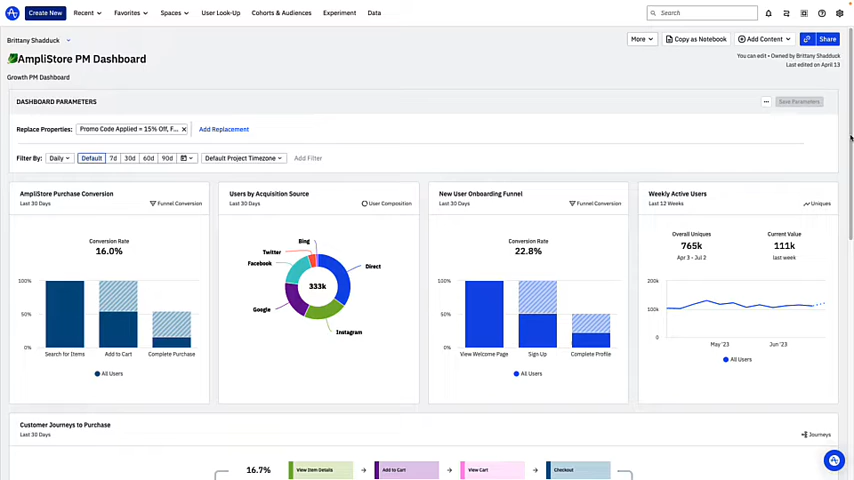 Create New Recent Favorites Spaces User Look-Up Cohorts & Audiences Experiment Data Search
Brittany Shadduck
More Copy as Notebook Add Content Share
AmpliStore PM Dashboard
You can edit • Owned by Brittany Shadduck
Last edited on April 13
Growth PM Dashboard
DASHBOARD PARAMETERS
Save Parameters
Replace Properties: Promo Code Applied = 15% Off, F... Add Replacement
Filter By: Daily Default 7d 30d 60d 90d Default Project Timezone Add Filter
AmpliStore Purchase Conversion
Last 30 Days Funnel Conversion
Conversion Rate
16.0%
100%
50%
0%
Search for Items Add to Cart Complete Purchase
All Users
Users by Acquisition Source
Last 30 Days User Composition
Bing
Twitter
Facebook
Direct
333k
Google
Instagram
New User Onboarding Funnel
Last 30 Days Funnel Conversion
Conversion Rate
22.8%
100%
50%
0%
View Welcome Page Sign Up Complete Profile
All Users
Weekly Active Users
Last 12 Weeks Uniques
Overall Uniques Current Value
765k 111k
Apr 3 - Jul 2 last week
200k
100k
0
May '23 Jun '23
All Users
Customer Journeys to Purchase
Last 30 Days Journeys
16.7% View Item Details Add to Cart View Cart Checkout